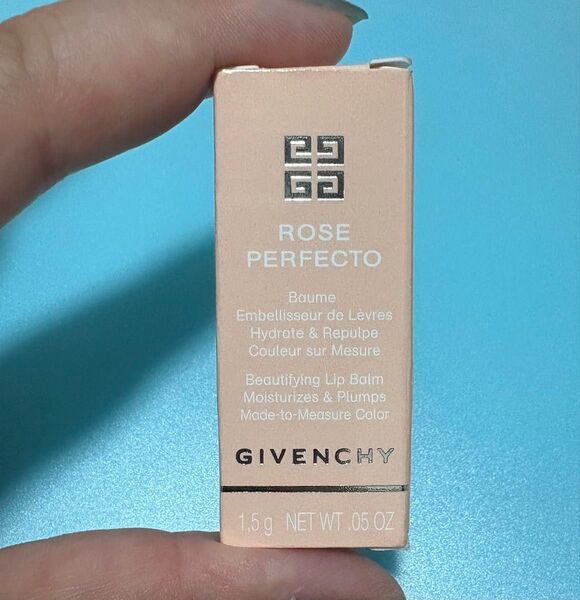 ROSE
PERFECTO
Baume
Embellisseur de Lèvres
Hydrate & Repulpe
Couleur sur Mesure
Beautifying Lip Balm
Moisturizes & Plumps
Made-to-Measure Color
GIVENCHY
1,5 g NET WT .05 OZ